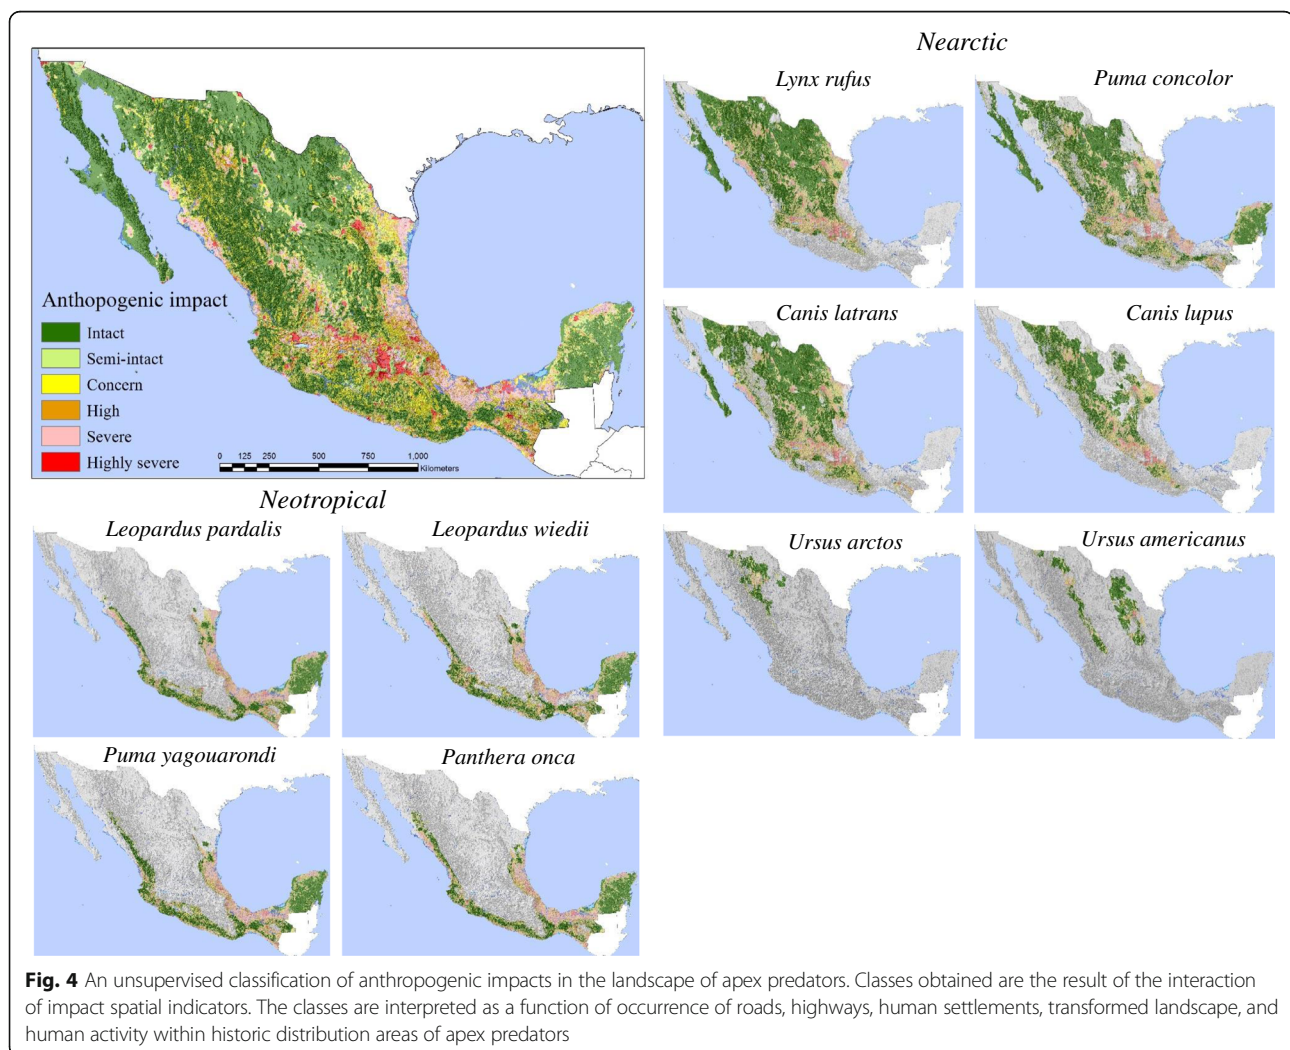 Anthopogenic impact
Intact
Semi-intact
Concern
High
Severe
Highly severe
0 125 250 500 750 1,000
Kilometers
Nearctic
Lynx rufus
Puma concolor
Canis latrans
Canis lupus
Ursus arctos
Ursus americanus
Neotropical
Leopardus pardalis
Leopardus wiedii
Puma yagouarondi
Panthera onca
Fig. 4 An unsupervised classification of anthropogenic impacts in the landscape of apex predators. Classes obtained are the result of the interaction
of impact spatial indicators. The classes are interpreted as a function of occurrence of roads, highways, human settlements, transformed landscape, and
human activity within historic distribution areas of apex predators